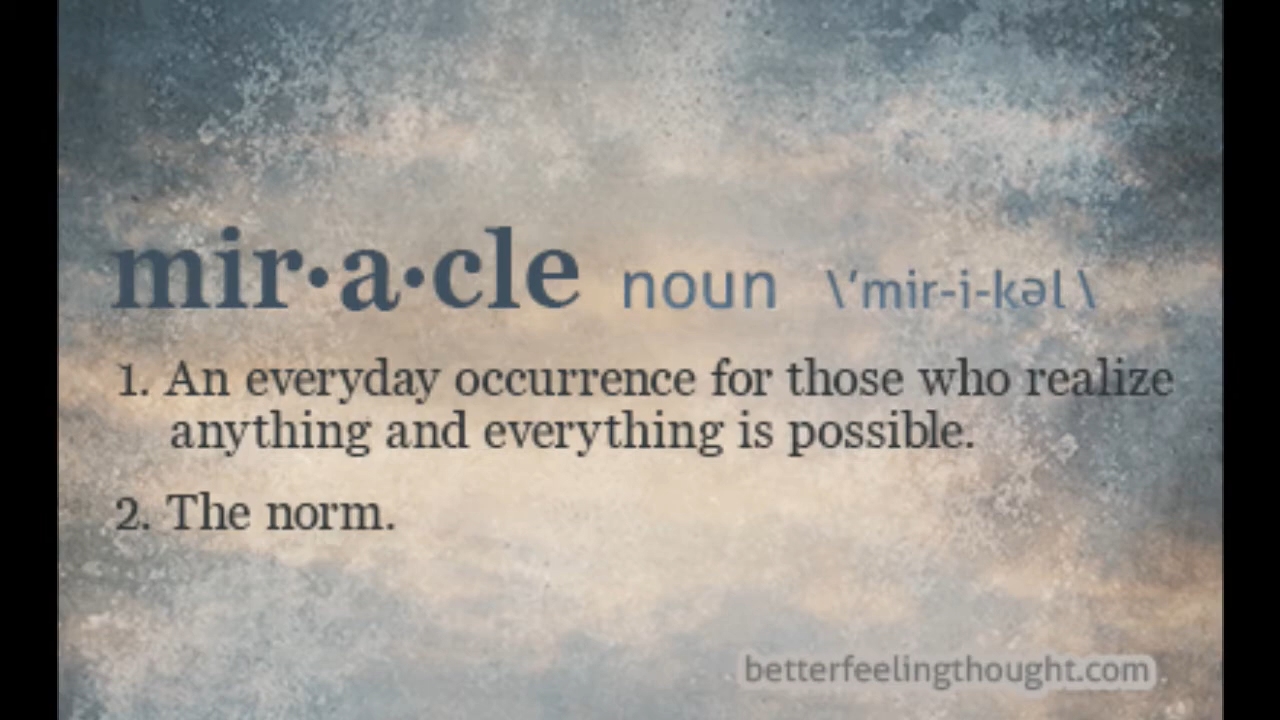 mir·a·cle noun \ˈmir-i-kəl\
1. An everyday occurrence for those who realize
anything and everything is possible.
2. The norm.
betterfeelingthought.com